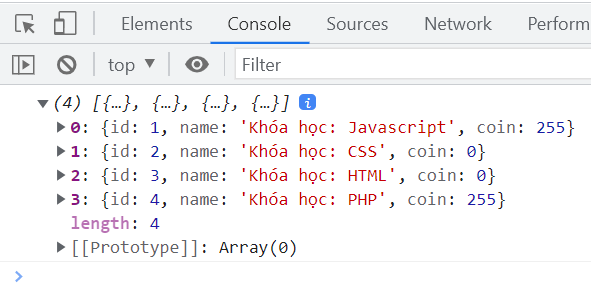 Elements Console Sources Network Perform
top Filter
(4) [{…}, {…}, {…}, {…}] i
0: {id: 1, name: 'Khóa học: Javascript', coin: 255}
1: {id: 2, name: 'Khóa học: CSS', coin: 0}
2: {id: 3, name: 'Khóa học: HTML', coin: 0}
3: {id: 4, name: 'Khóa học: PHP', coin: 255}
length: 4
[[Prototype]]: Array(0)